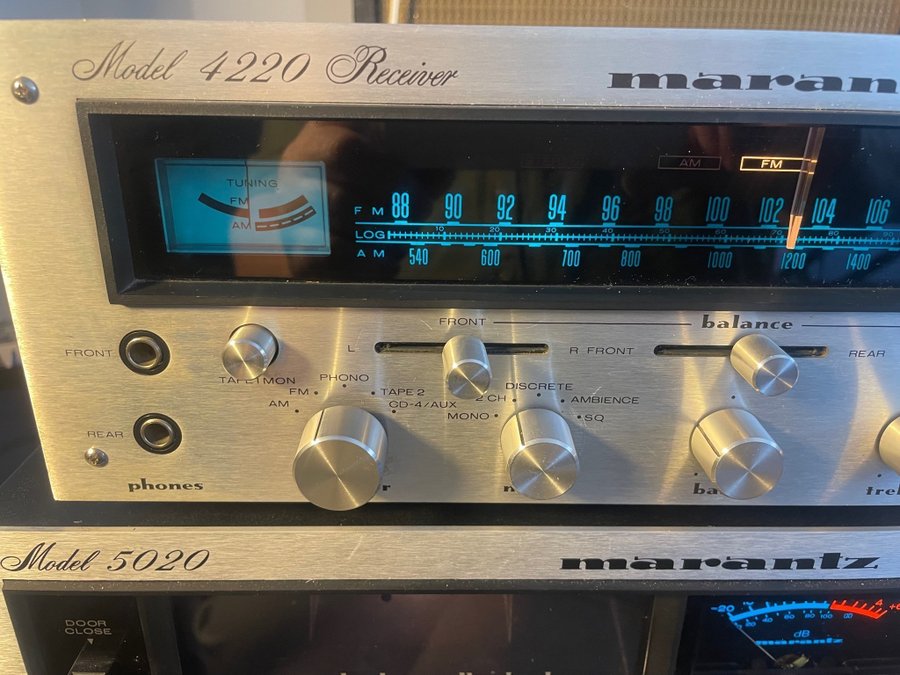 Model 4220 Receiver
maran
AM FM
TUNING
FM
AM
FM 88 90 92 94 96 98 100 102 104 106
LOG 10 20 30 40 50 60 70 80 90
AM 540 600 700 800 1000 1200 1400
FRONT balance
FRONT L R FRONT REAR
TAPE 1 MON PHONO DISCRETE
FM TAPE 2 2 CH AMBIENCE
AM CD-4/AUX MONO SQ
REAR
phones
tre
Model 5020 marantz
DOOR
CLOSE
-20
dB
marantz